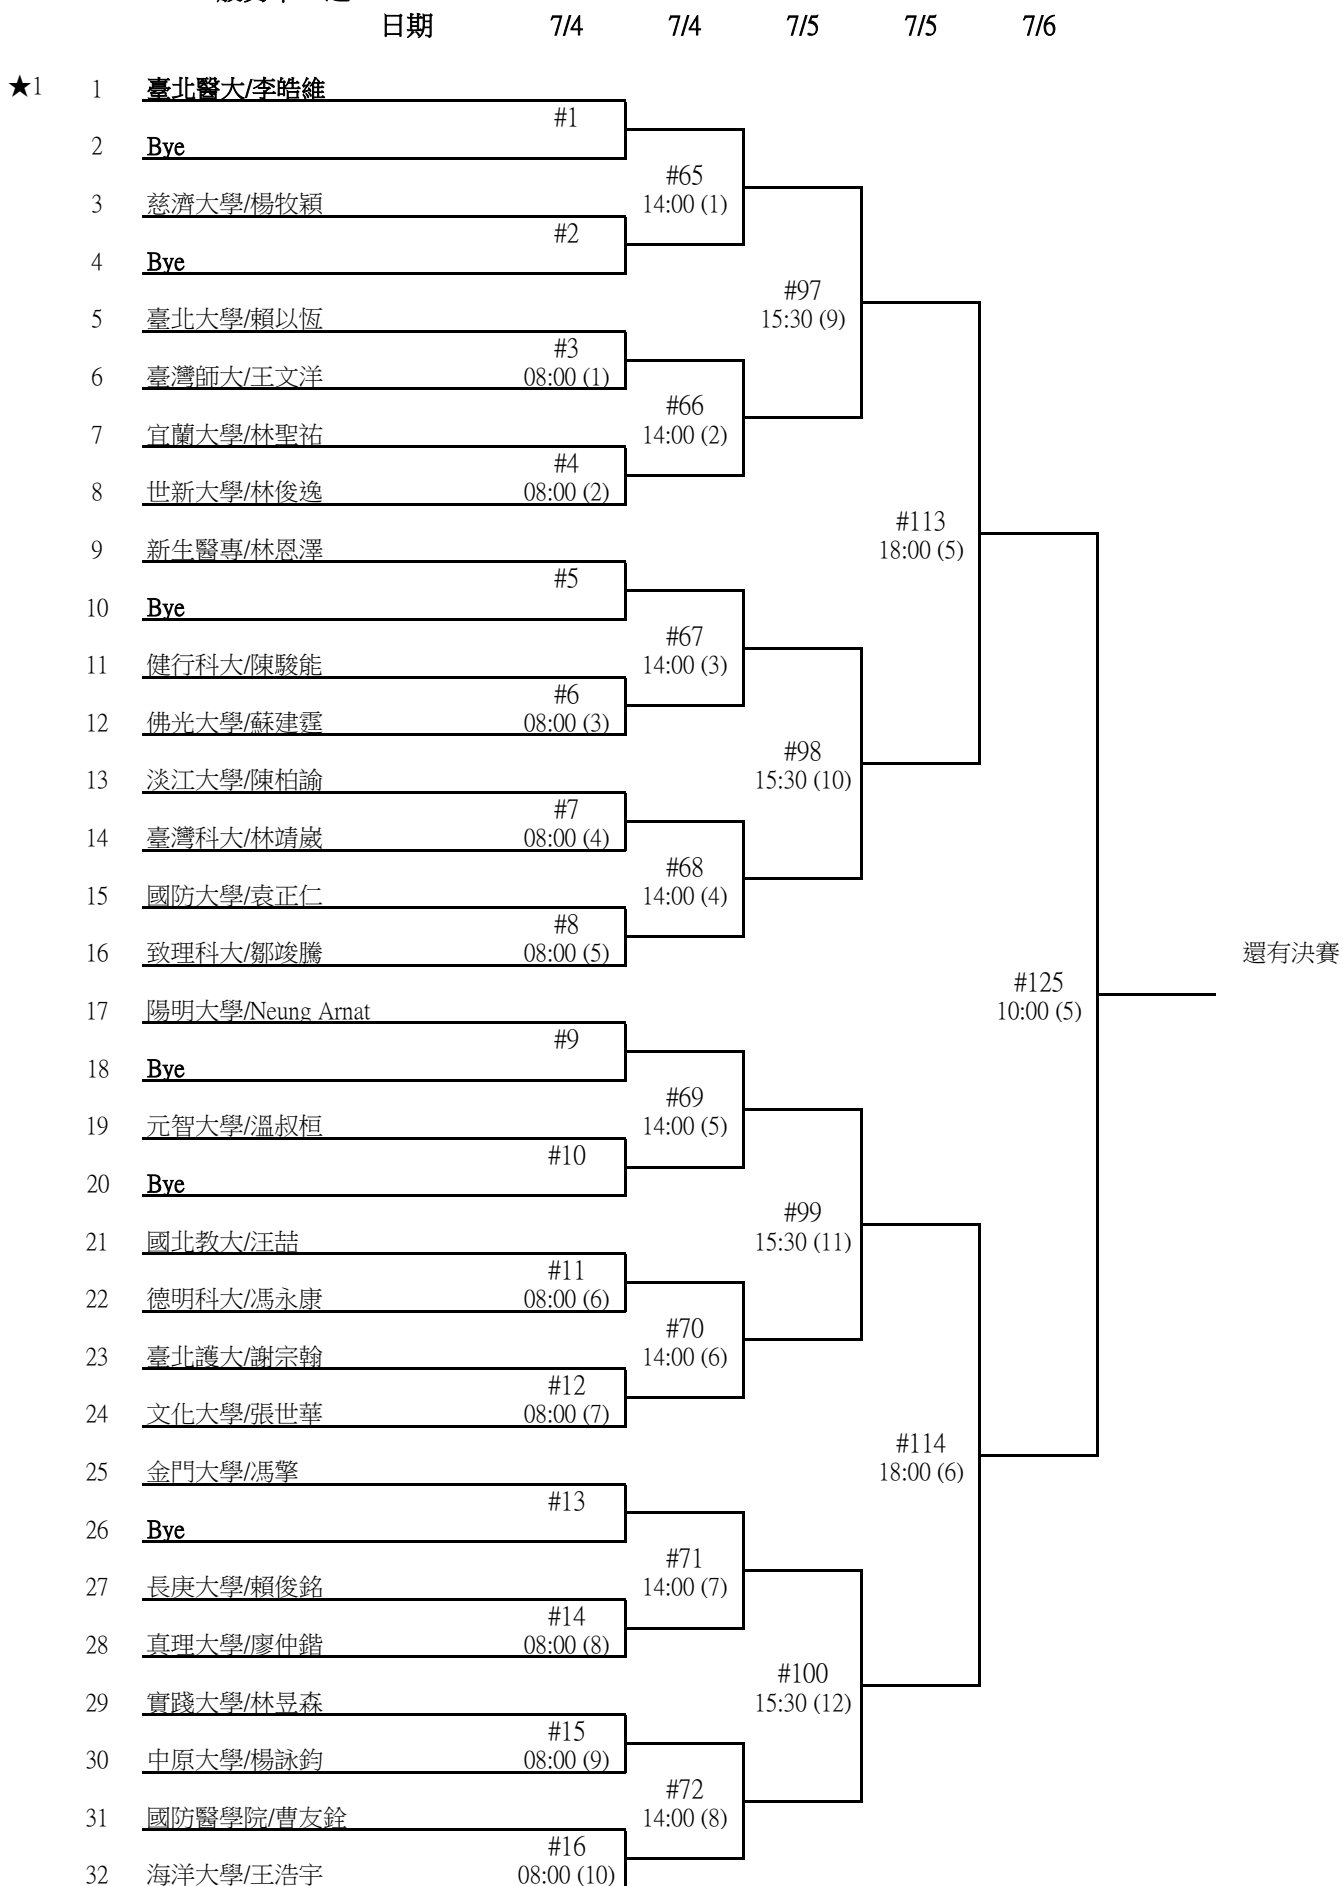 日期 7/4 7/4 7/5 7/5 7/6
★1 1 臺北醫大/李皓維
#1
2 Bye
#65
3 慈濟大學/楊牧穎 14:00 (1)
#2
4 Bye
#97
5 臺北大學/賴以恆 15:30 (9)
#3
6 臺灣師大/王文洋 08:00 (1)
#66
7 宜蘭大學/林聖祐 14:00 (2)
#4
8 世新大學/林俊逸 08:00 (2)
#113
9 新生醫專/林恩澤 18:00 (5)
#5
10 Bye
#67
11 健行科大/陳駿能 14:00 (3)
#6
12 佛光大學/蘇建霆 08:00 (3)
#98
13 淡江大學/陳柏諭 15:30 (10)
#7
14 臺灣科大/林靖崴 08:00 (4)
#68
15 國防大學/袁正仁 14:00 (4)
#8
16 致理科大/鄒竣騰 08:00 (5) 還有決賽
#125
17 陽明大學/Neung Arnat 10:00 (5)
#9
18 Bye
#69
19 元智大學/溫叔桓 14:00 (5)
#10
20 Bye
#99
21 國北教大/汪喆 15:30 (11)
#11
22 德明科大/馮永康 08:00 (6)
#70
23 臺北護大/謝宗翰 14:00 (6)
#12
24 文化大學/張世華 08:00 (7)
#114
25 金門大學/馮擎 18:00 (6)
#13
26 Bye
#71
27 長庚大學/賴俊銘 14:00 (7)
#14
28 真理大學/廖仲鍇 08:00 (8)
#100
29 實踐大學/林昱森 15:30 (12)
#15
30 中原大學/楊詠鈞 08:00 (9)
#72
31 國防醫學院/曹友銓 14:00 (8)
#16
32 海洋大學/王浩宇 08:00 (10)